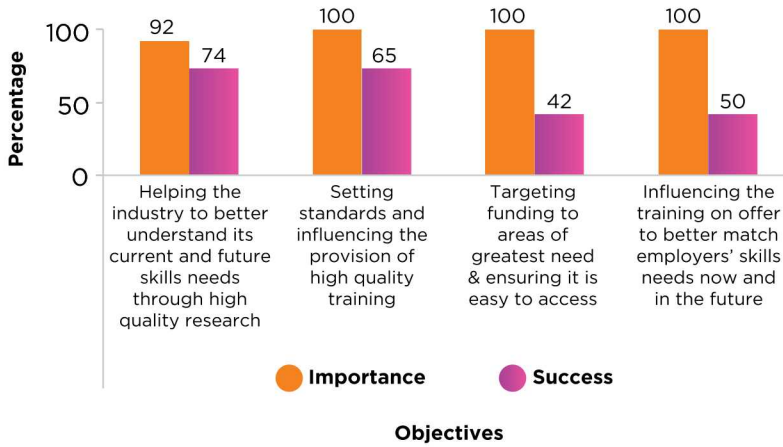 Percentage
100
50
0
92
74
100
65
100
42
100
50
Helping the
industry to better
understand its
current and future
skills needs
through high
quality research
Setting
standards and
influencing the
provision of
high quality
training
Targeting
funding to
areas of
greatest need
& ensuring it is
easy to access
Influencing the
training on offer
to better match
employers’ skills
needs now and
in the future
Importance
Success
Objectives